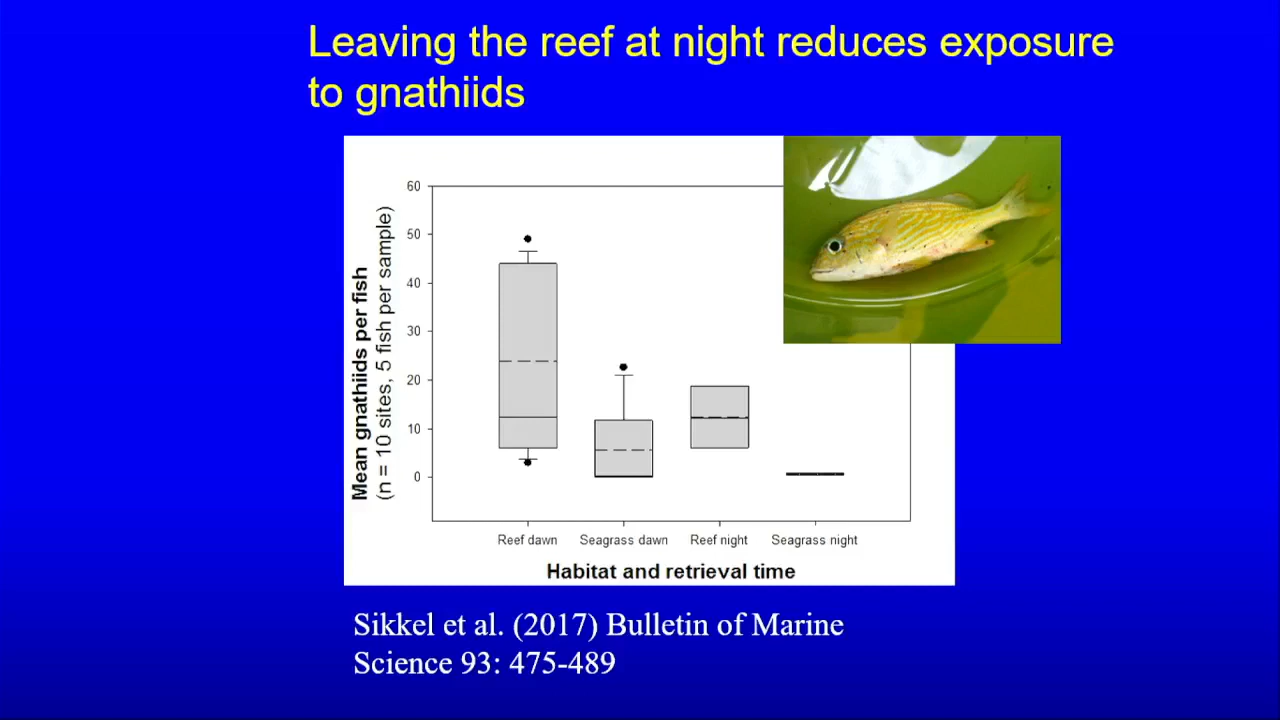 Leaving the reef at night reduces exposure
to gnathiids
Mean gnathiids per fish
(n = 10 sites, 5 fish per sample)
60
50
40
30
20
10
0
Reef dawn Seagrass dawn Reef night Seagrass night
Habitat and retrieval time
Sikkel et al. (2017) Bulletin of Marine
Science 93: 475-489